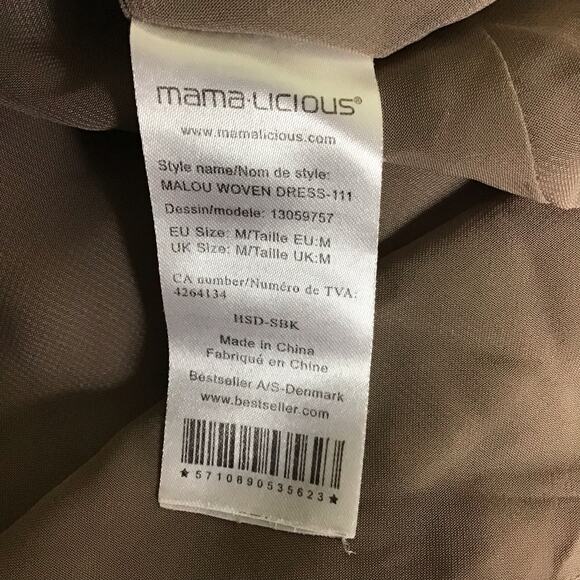 mama·licious®
www.mamalicious.com
Style name/Nom de style:
MALOU WOVEN DRESS-111
Dessin/modele: 13059757
EU Size: M/Taille EU:M
UK Size: M/Taille UK:M
CA number/Numéro de TVA:
4264134
HSD-SBK
Made in China
Fabriqué en Chine
Bestseller A/S-Denmark
www.bestseller.com
★5710890535623★